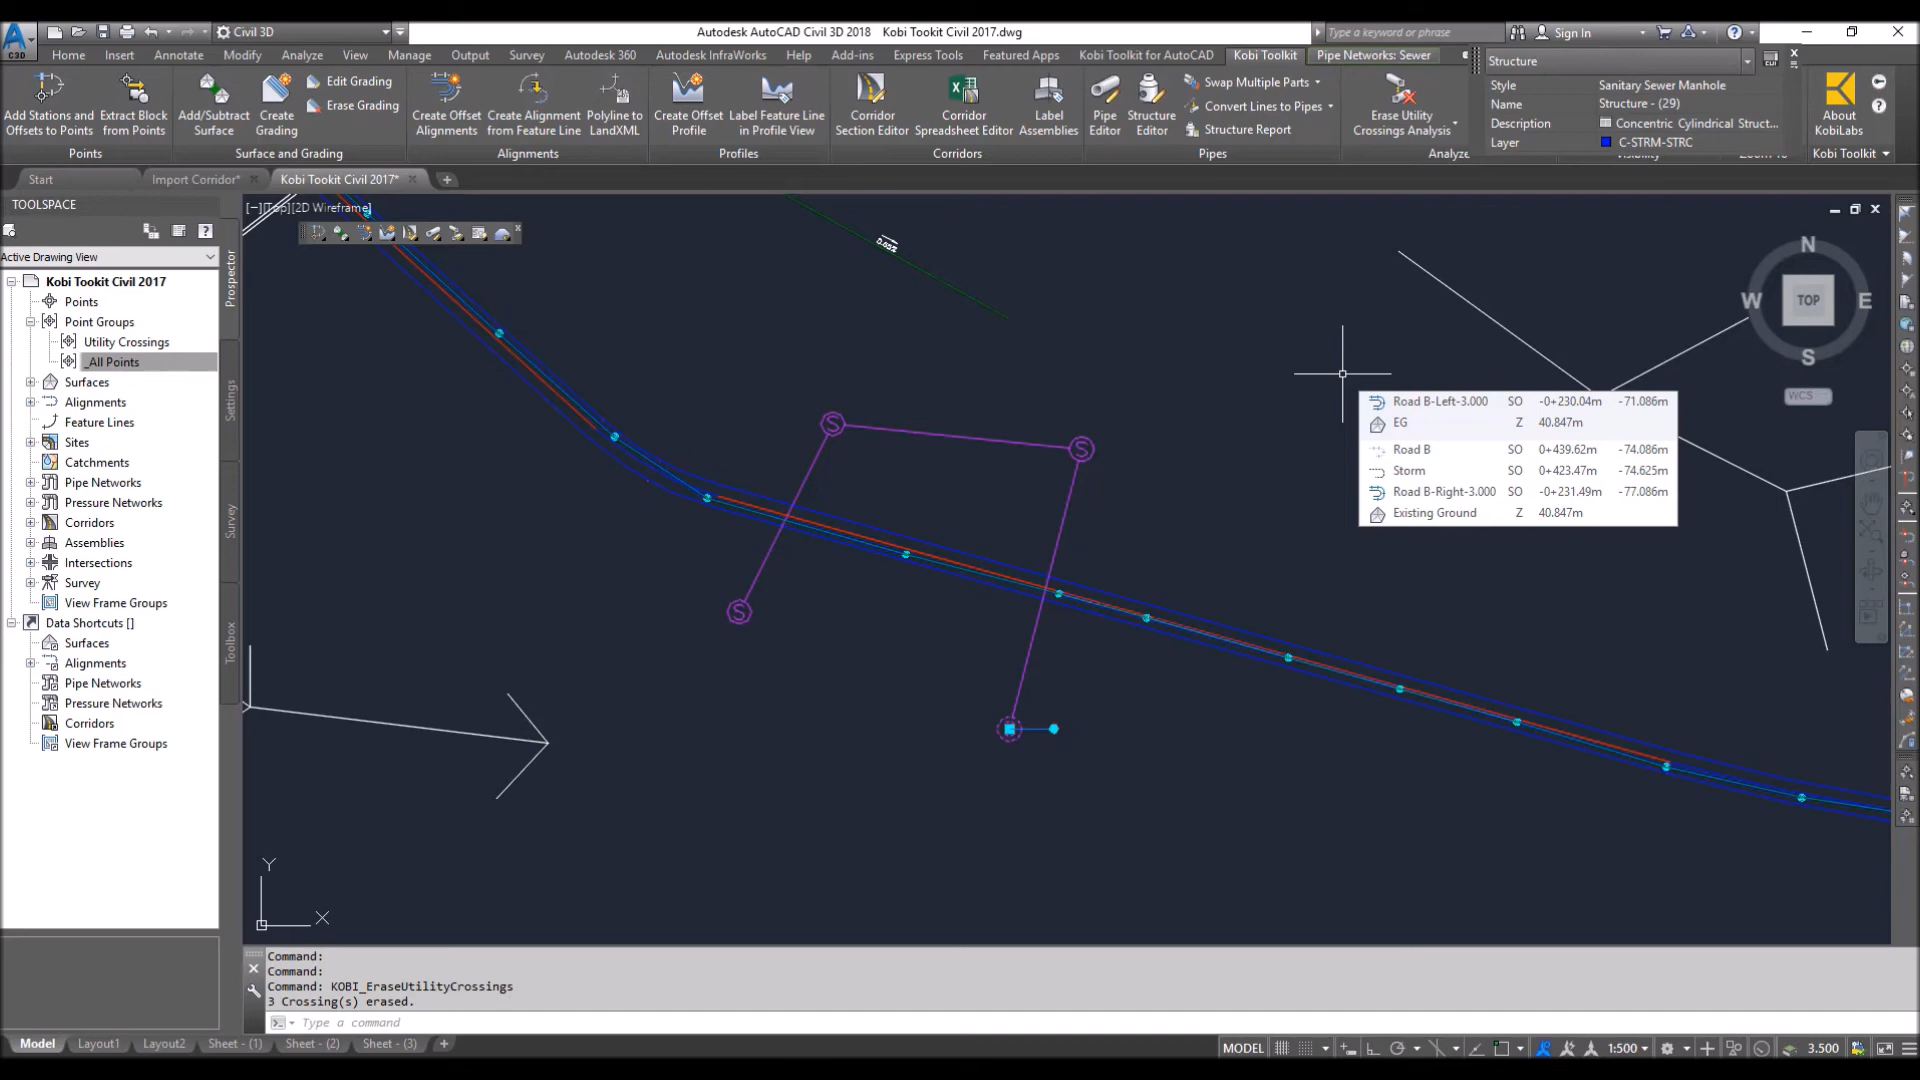 C3D
Civil 3D
Autodesk AutoCAD Civil 3D 2018 Kobi Tookit Civil 2017.dwg
Type a keyword or phrase
Sign In
Home Insert Annotate Modify Analyze View Manage Output Survey Autodesk 360 Autodesk InfraWorks Help Add-ins Express Tools Featured Apps Kobi Toolkit for AutoCAD Kobi Toolkit Pipe Networks: Sewer
Add Stations and Offsets to Points
Extract Block from Points
Points
Add/Subtract Surface
Create Grading
Edit Grading
Erase Grading
Surface and Grading
Create Offset Alignments
Create Alignment from Feature Line
Polyline to LandXML
Alignments
Create Offset Profile
Label Feature Line in Profile View
Profiles
Corridor Section Editor
Corridor Spreadsheet Editor
Label Assemblies
Corridors
Pipe Editor
Structure Editor
Swap Multiple Parts
Convert Lines to Pipes
Structure Report
Pipes
Erase Utility Crossings Analysis
Analyze
Structure
Style Sanitary Sewer Manhole
Name Structure - (29)
Description Concentric Cylindrical Struct...
Layer C-STRM-STRC
About KobiLabs
Kobi Toolkit
Start
Import Corridor*
Kobi Tookit Civil 2017*
TOOLSPACE
Active Drawing View
Kobi Tookit Civil 2017
Points
Point Groups
Utility Crossings
_All Points
Surfaces
Alignments
Feature Lines
Sites
Catchments
Pipe Networks
Pressure Networks
Corridors
Assemblies
Intersections
Survey
View Frame Groups
Data Shortcuts []
Surfaces
Alignments
Pipe Networks
Pressure Networks
Corridors
View Frame Groups
Prospector
Settings
Survey
Toolbox
[−][Top][2D Wireframe]
0.00%
S
S
S
N
W TOP E
S
WCS
Road B-Left-3.000 SO -0+230.04m -71.086m
EG Z 40.847m
Road B SO 0+439.62m -74.086m
Storm SO 0+423.47m -74.625m
Road B-Right-3.000 SO -0+231.49m -77.086m
Existing Ground Z 40.847m
Y
X
Command:
Command:
Command: KOBI_EraseUtilityCrossings
3 Crossing(s) erased.
Type a command
Model Layout1 Layout2 Sheet - (1) Sheet - (2) Sheet - (3) +
MODEL 1:500 3.500